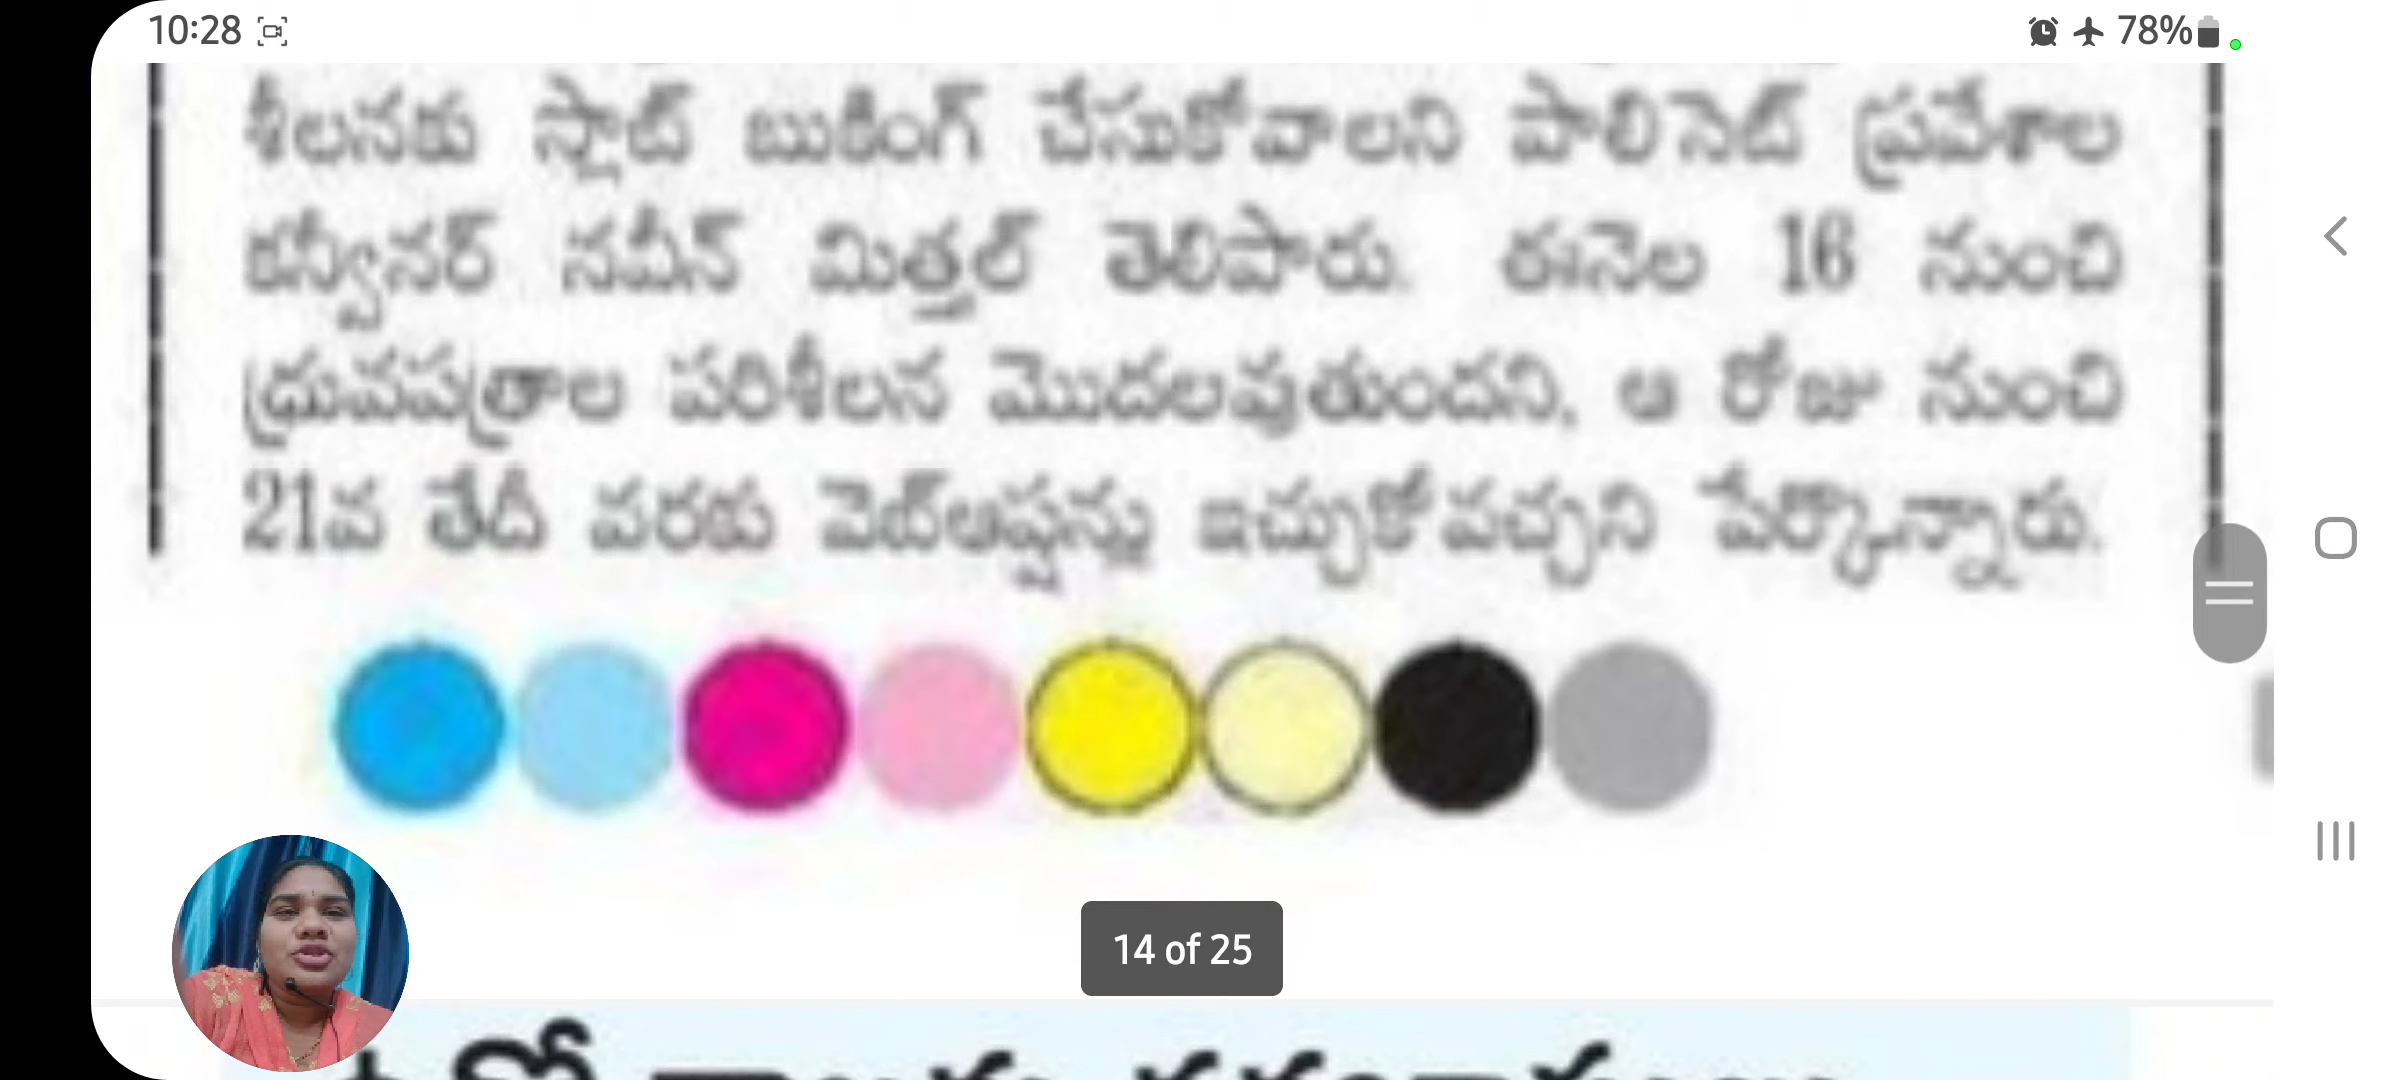 10:28
78%
శీలనకు స్లాట్ బుకింగ్ చేసుకోవాలని పాలిసెట్ ప్రవేశాల
కన్వీనర్ నవీన్ మిత్తల్ తెలిపారు. ఈనెల 16 నుంచి
ధ్రువపత్రాల పరిశీలన మొదలవుతుందని, ఆ రోజు నుంచి
21వ తేదీ వరకు వెబ్ఆప్షన్లు ఇచ్చుకోవచ్చని పేర్కొన్నారు.
14 of 25